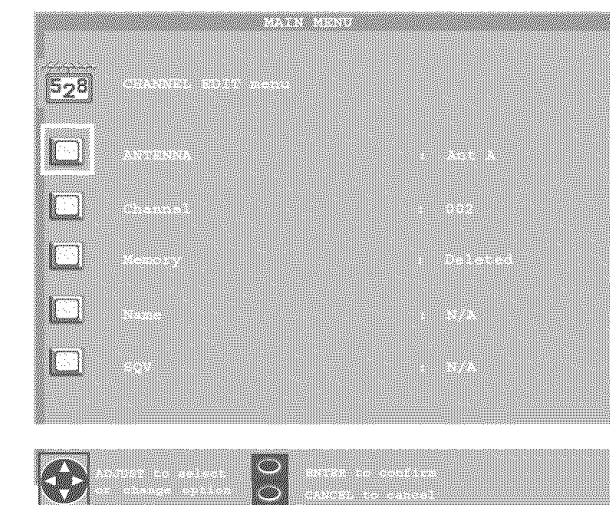 MAIN MENU
528
CHANNEL EDIT menu
ANTENNA : Ant A
Channel : 002
Memory : Deleted
Name : N/A
SQV : N/A
ADJUST to select
or change option
ENTER to confirm
CANCEL to cancel